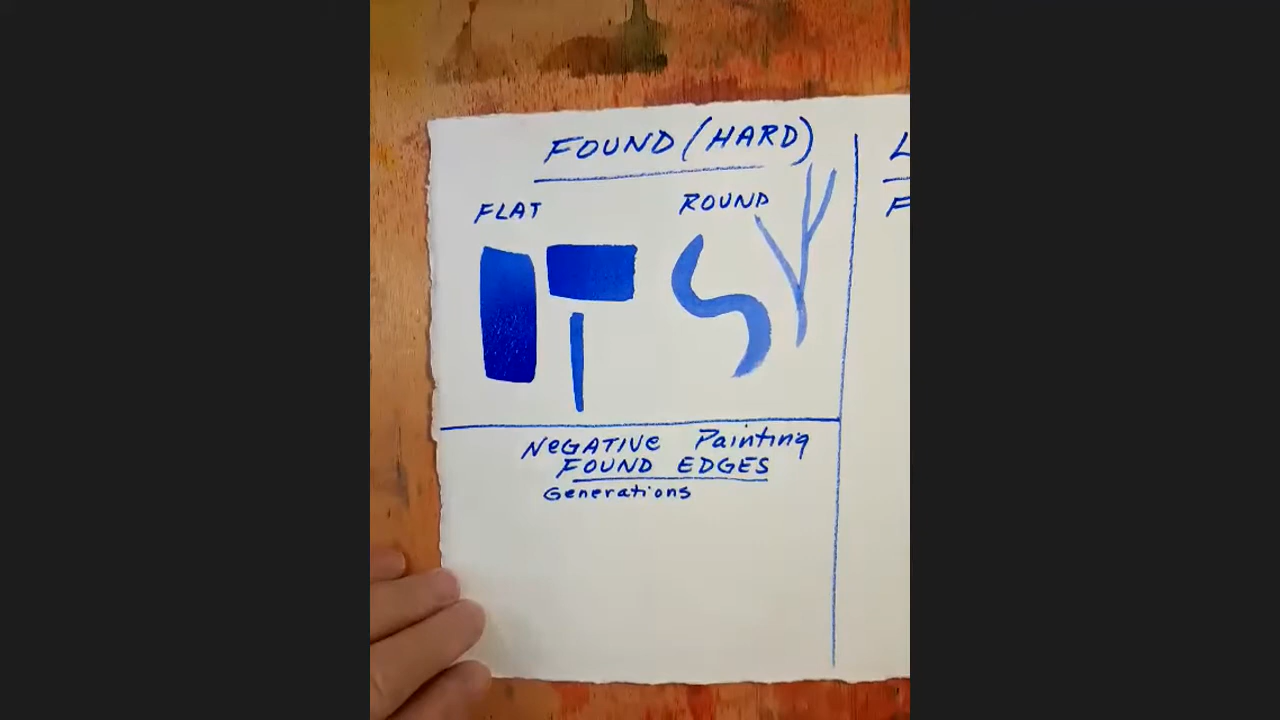 FOUND (HARD)
FLAT
ROUND
NEGATIVE Painting
FOUND EDGES
Generations
L
F